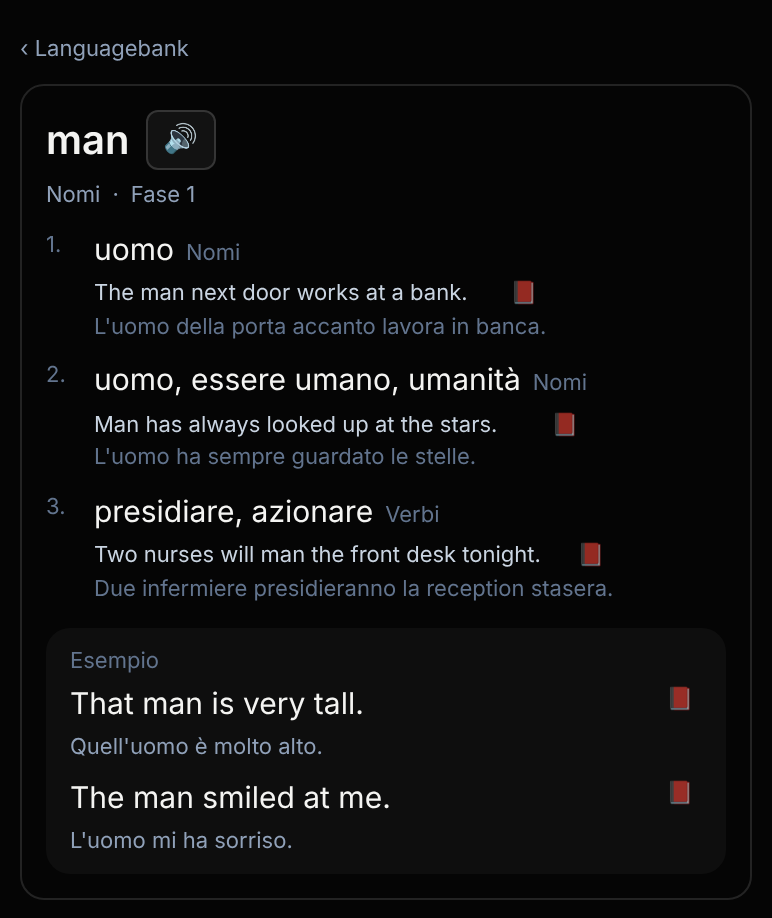 ‹ Languagebank
man
Nomi · Fase 1
1. uomo Nomi
The man next door works at a bank.
L'uomo della porta accanto lavora in banca.
2. uomo, essere umano, umanità Nomi
Man has always looked up at the stars.
L'uomo ha sempre guardato le stelle.
3. presidiare, azionare Verbi
Two nurses will man the front desk tonight.
Due infermiere presidieranno la reception stasera.
Esempio
That man is very tall.
Quell'uomo è molto alto.
The man smiled at me.
L'uomo mi ha sorriso.